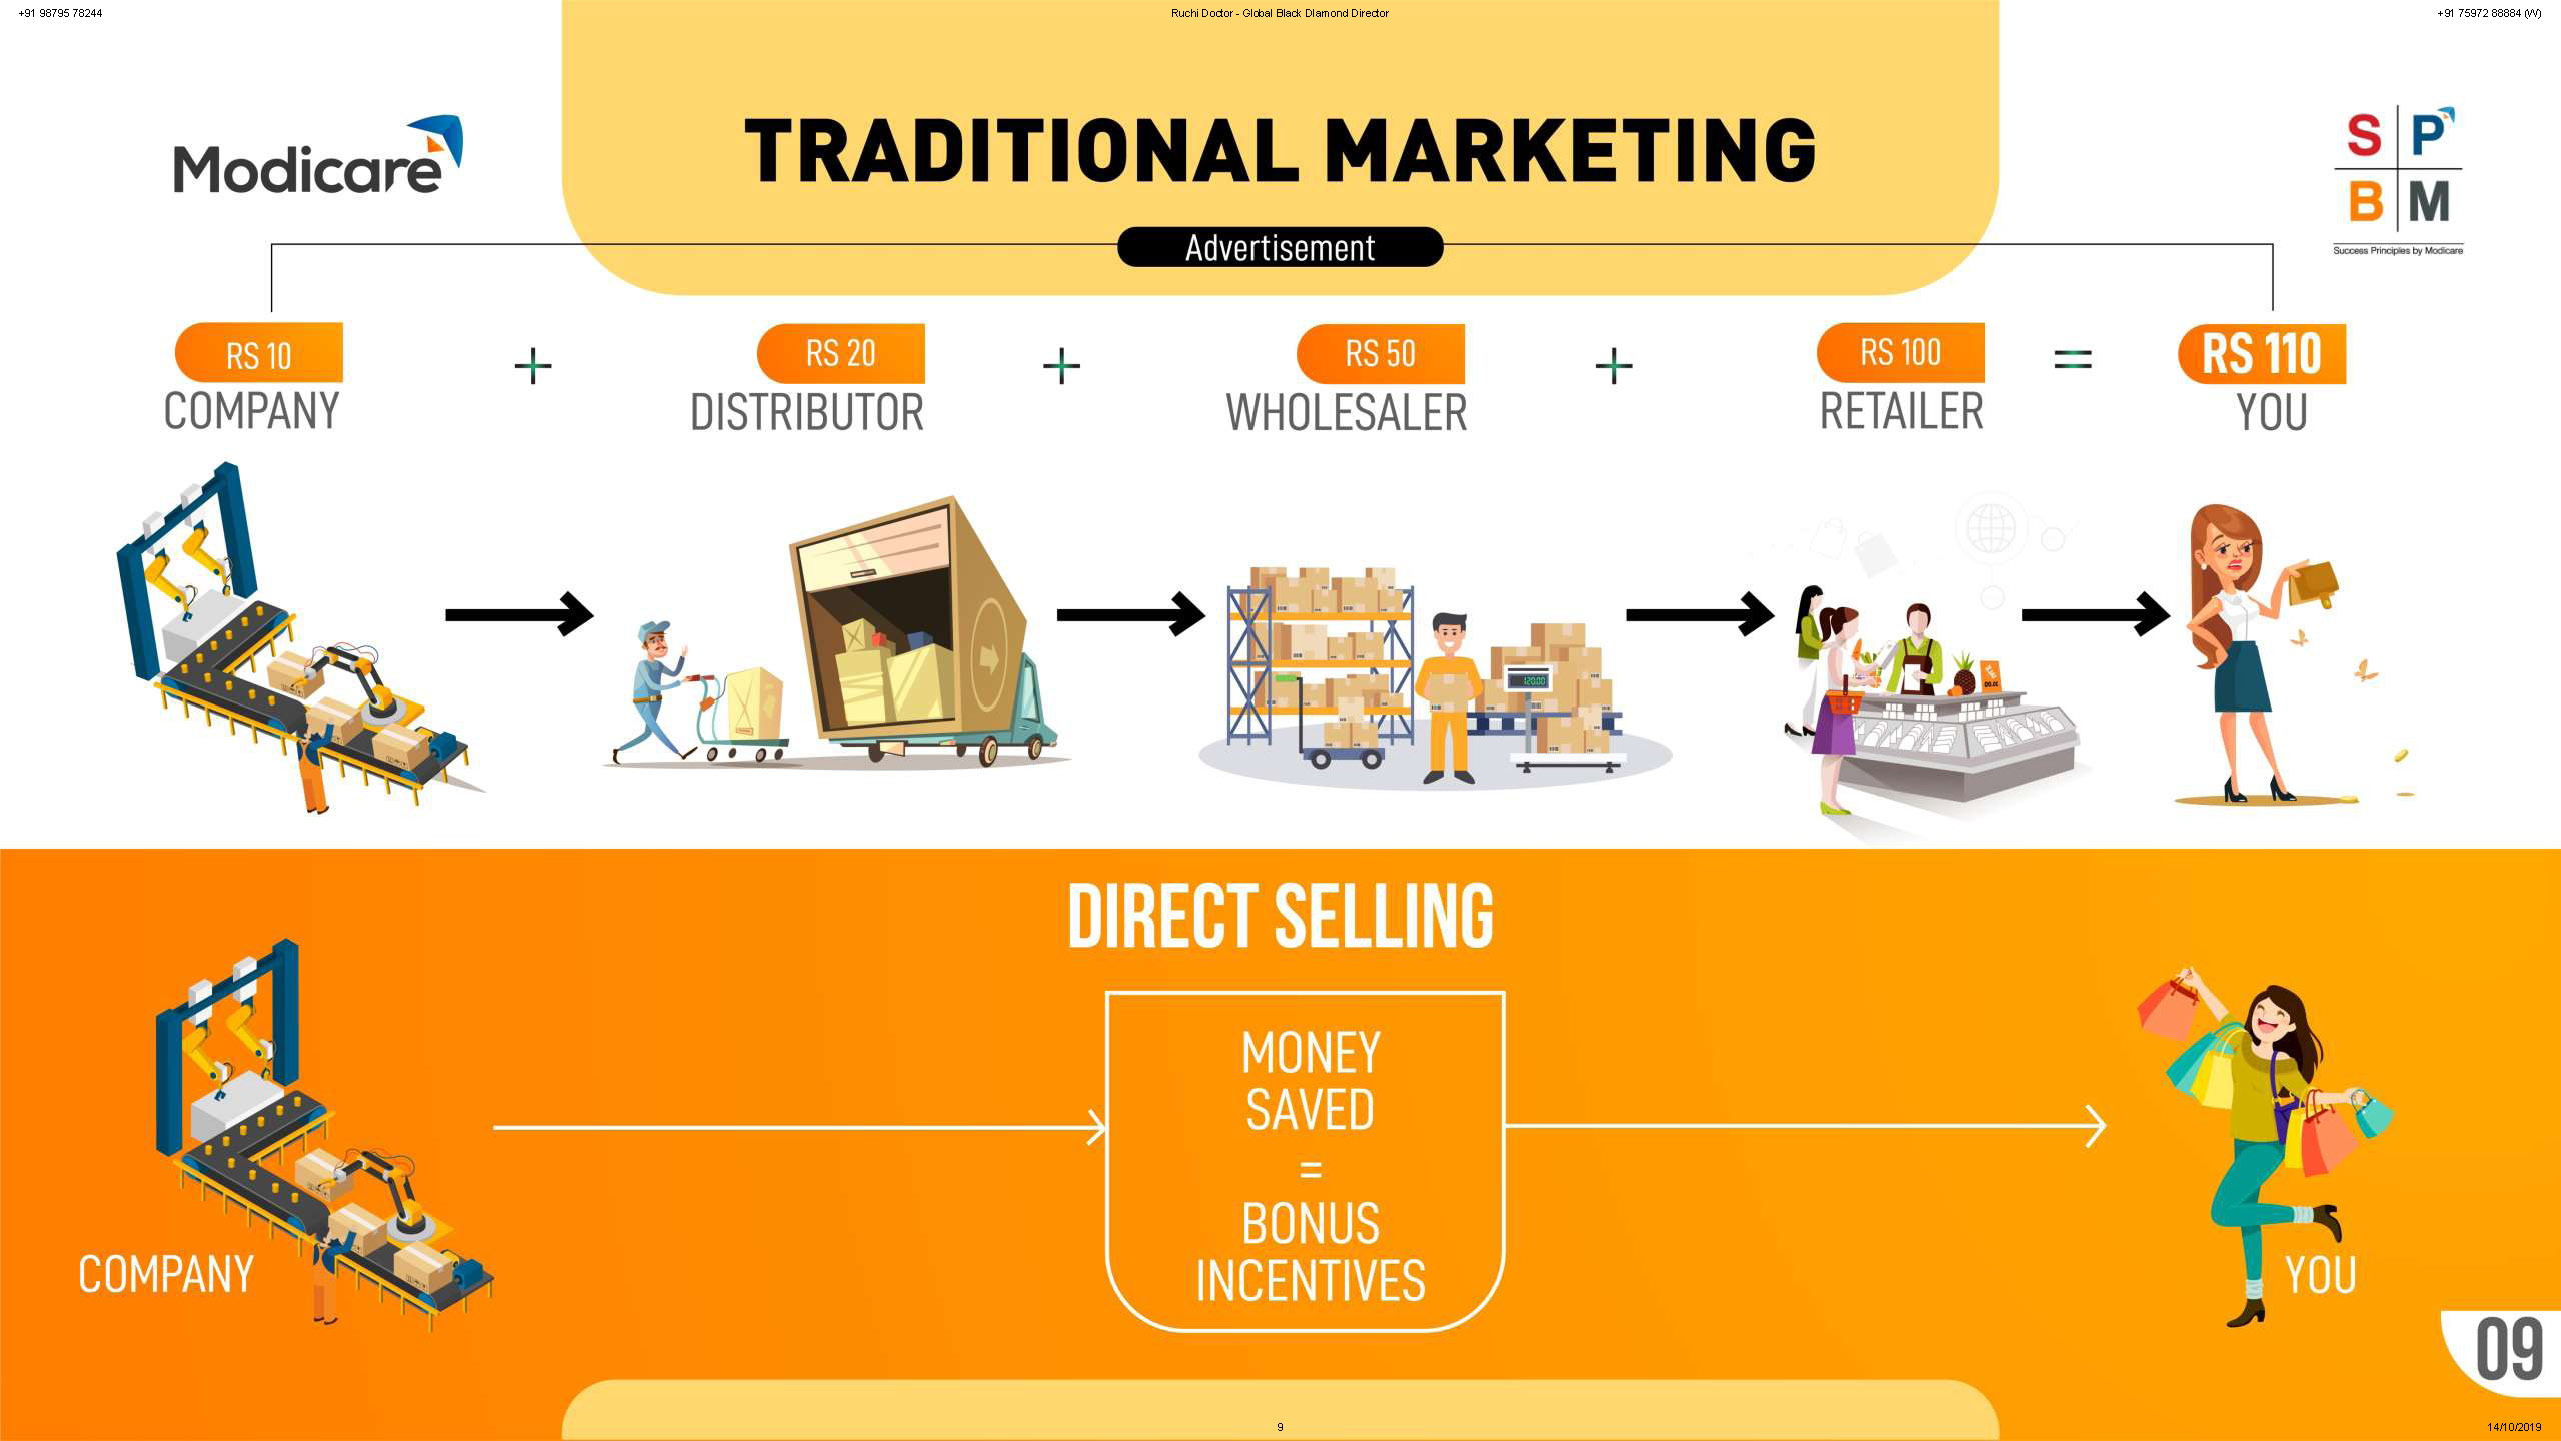 +91 98795 78244
Ruchi Doctor - Global Black DIamond Director
+91 75972 88884 (W)
Modicare
TRADITIONAL MARKETING
S P
B M
Success Principles by Modicare
Advertisement
RS 10 + RS 20 + RS 50 + RS 100 = RS 110
COMPANY DISTRIBUTOR WHOLESALER RETAILER YOU
120.00
DIRECT SELLING
MONEY
SAVED
=
BONUS
INCENTIVES
COMPANY
YOU
09
9
14/10/2019